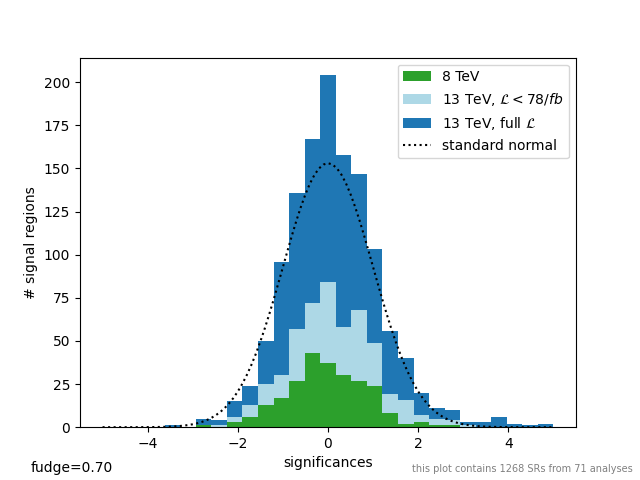 8 TeV
13 TeV, ℒ < 78/fb
13 TeV, full ℒ
standard normal
200
175
150
125
100
75
50
25
0
# signal regions
−4
−2
0
2
4
significances
fudge=0.70
this plot contains 1268 SRs from 71 analyses